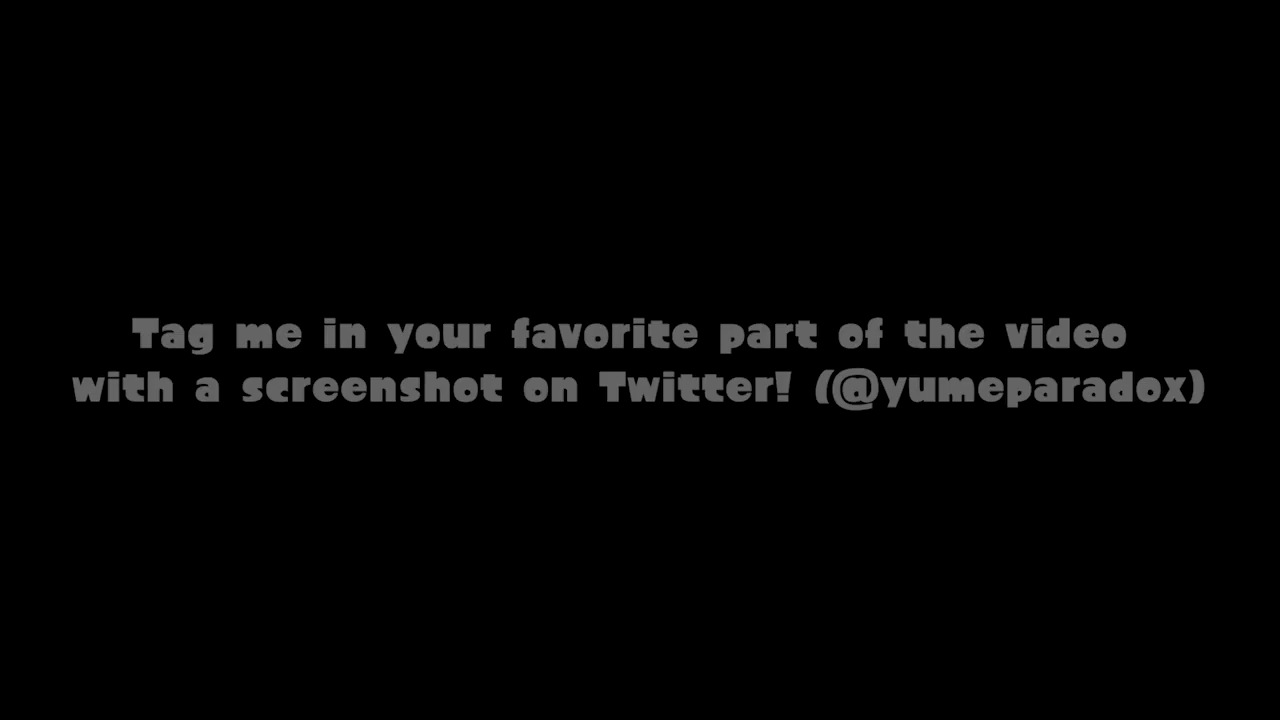 Tag me in your favorite part of the video
with a screenshot on Twitter! (@yumeparadox)